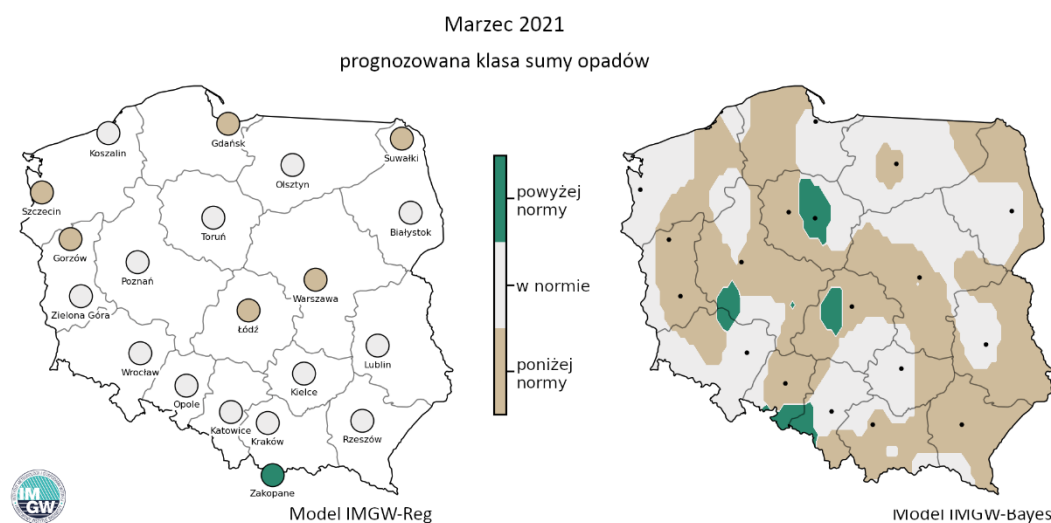 Marzec 2021
prognozowana klasa sumy opadów
Koszalin
Gdańsk
Suwałki
Olsztyn
Szczecin
Białystok
Toruń
Gorzów
Poznań
Warszawa
Zielona Góra
Łódź
Wrocław
Lublin
Opole
Kielce
Katowice
Kraków
Rzeszów
Zakopane
powyżej
normy
w normie
poniżej
normy
IM
GW
Model IMGW-Reg
Model IMGW-Bayes